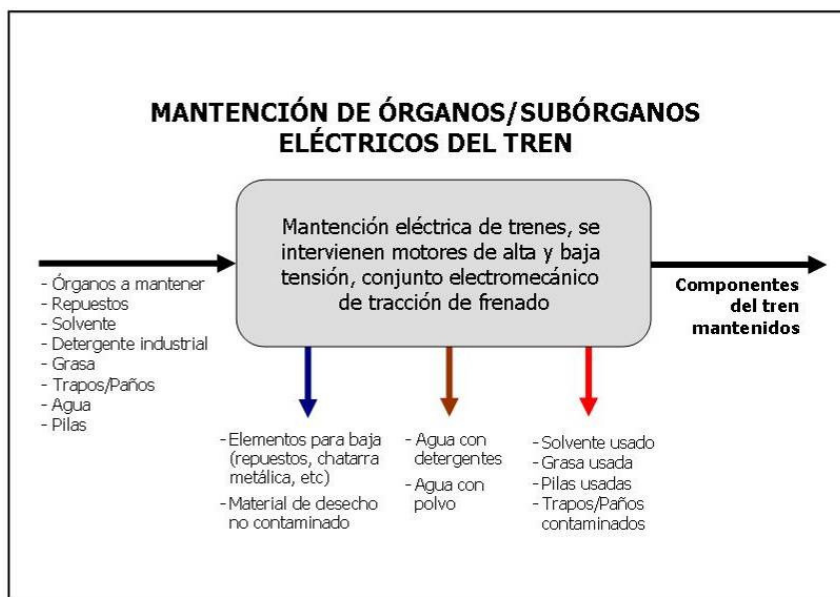 MANTENCIÓN DE ÓRGANOS/SUBÓRGANOS
ELÉCTRICOS DEL TREN
Mantención eléctrica de trenes, se
intervienen motores de alta y baja
tensión, conjunto electromecánico
de tracción de frenado
- Órganos a mantener
- Repuestos
- Solvente
- Detergente industrial
- Grasa
- Trapos/Paños
- Agua
- Pilas
Componentes
del tren
mantenidos
- Elementos para baja
(repuestos, chatarra
metálica, etc)
- Material de desecho
no contaminado
- Agua con
detergentes
- Agua con
polvo
- Solvente usado
- Grasa usada
- Pilas usadas
- Trapos/Paños
contaminados